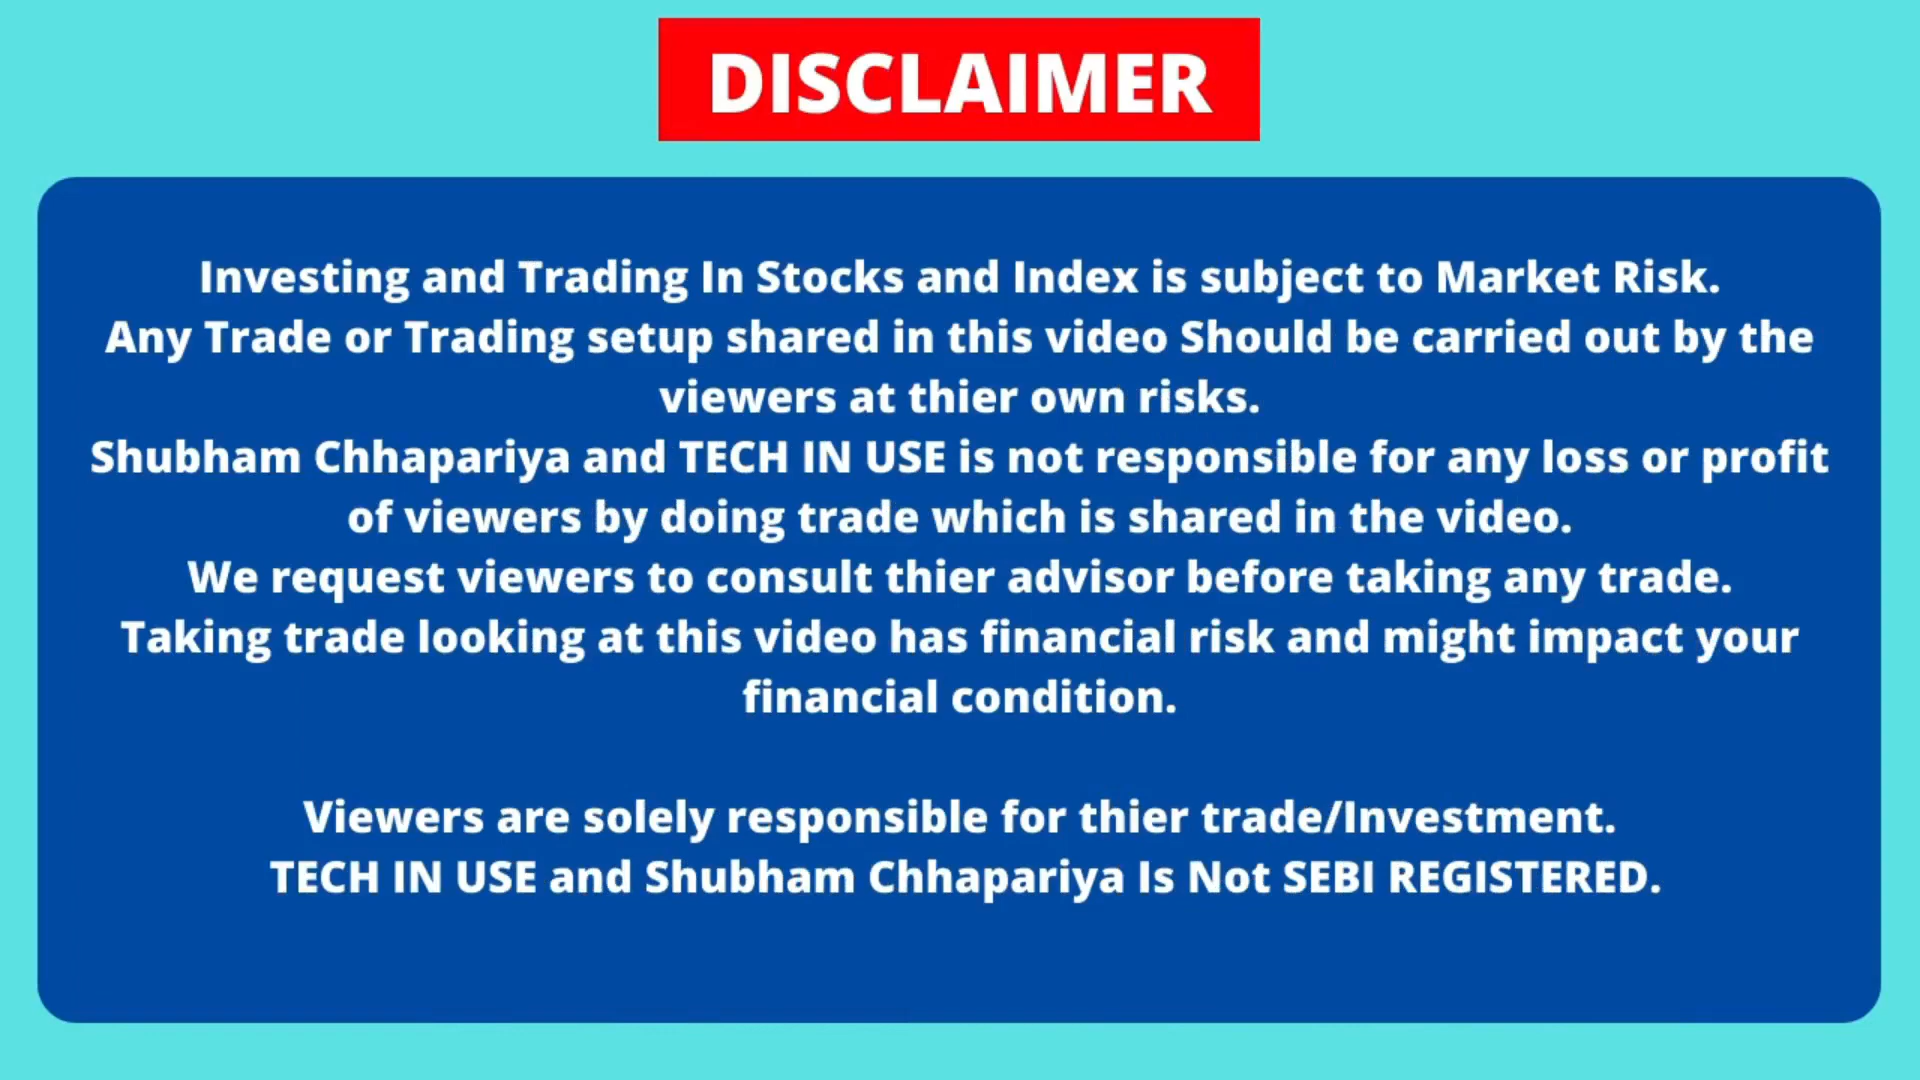 DISCLAIMER
Investing and Trading In Stocks and Index is subject to Market Risk.
Any Trade or Trading setup shared in this video Should be carried out by the
viewers at thier own risks.
Shubham Chhapariya and TECH IN USE is not responsible for any loss or profit
of viewers by doing trade which is shared in the video.
We request viewers to consult thier advisor before taking any trade.
Taking trade looking at this video has financial risk and might impact your
financial condition.
Viewers are solely responsible for thier trade/Investment.
TECH IN USE and Shubham Chhapariya Is Not SEBI REGISTERED.